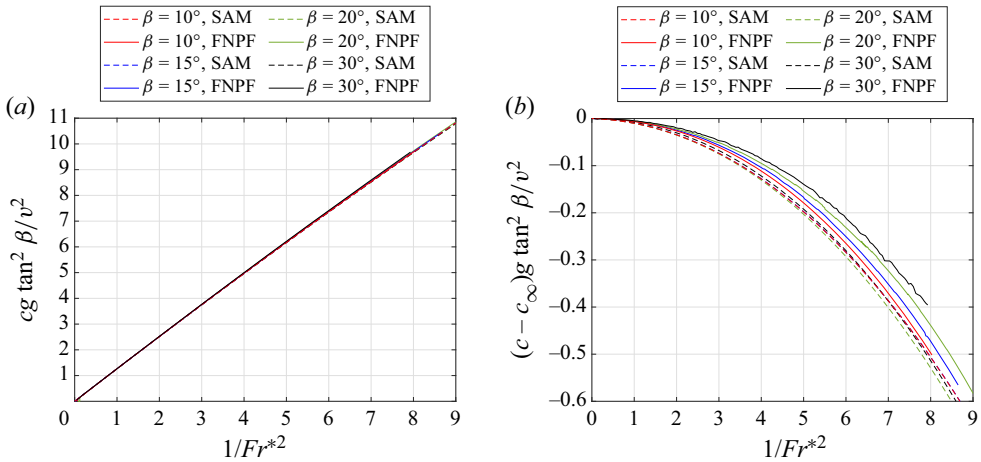 β = 10°, SAM β = 20°, SAM
β = 10°, FNPF β = 20°, FNPF
β = 15°, SAM β = 30°, SAM
β = 15°, FNPF β = 30°, FNPF
(a)
11
10
9
8
7
6
5
4
3
2
1
0 1 2 3 4 5 6 7 8 9
cg tan² β/v²
1/Fr*²
β = 10°, SAM β = 20°, SAM
β = 10°, FNPF β = 20°, FNPF
β = 15°, SAM β = 30°, SAM
β = 15°, FNPF β = 30°, FNPF
(b)
0
−0.1
−0.2
−0.3
−0.4
−0.5
−0.6
0 1 2 3 4 5 6 7 8 9
(c − c∞)g tan² β/v²
1/Fr*²